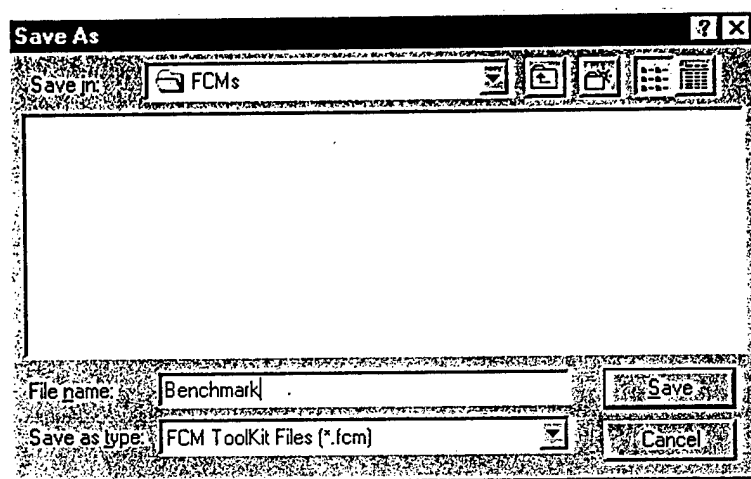 Save As
Save in: FCMs
File name: Benchmark
Save
Save as type: FCM ToolKit Files (*.fcm)
Cancel